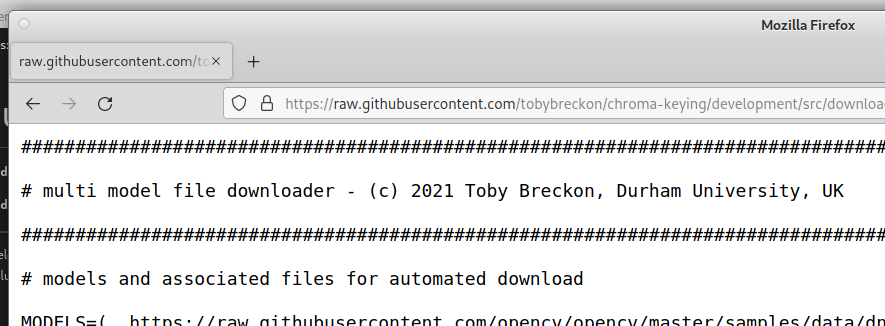 Mozilla Firefox
raw.githubusercontent.com/to
https://raw.githubusercontent.com/tobybreckon/chroma-keying/development/src/downloa
################################################################################
# multi model file downloader - (c) 2021 Toby Breckon, Durham University, UK
################################################################################
# models and associated files for automated download
MODELS=( https://raw.githubusercontent.com/opencv/opencv/master/samples/data/dn